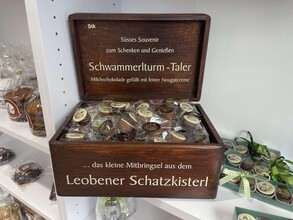 Stk
Süsses Souvenir
zum Schenken und Genießen
Schwammerlturm - Taler
Milchschokolade gefüllt mit feiner Nougatcreme
... das kleine Mitbringsel aus dem
Leobener Schatzkisterl